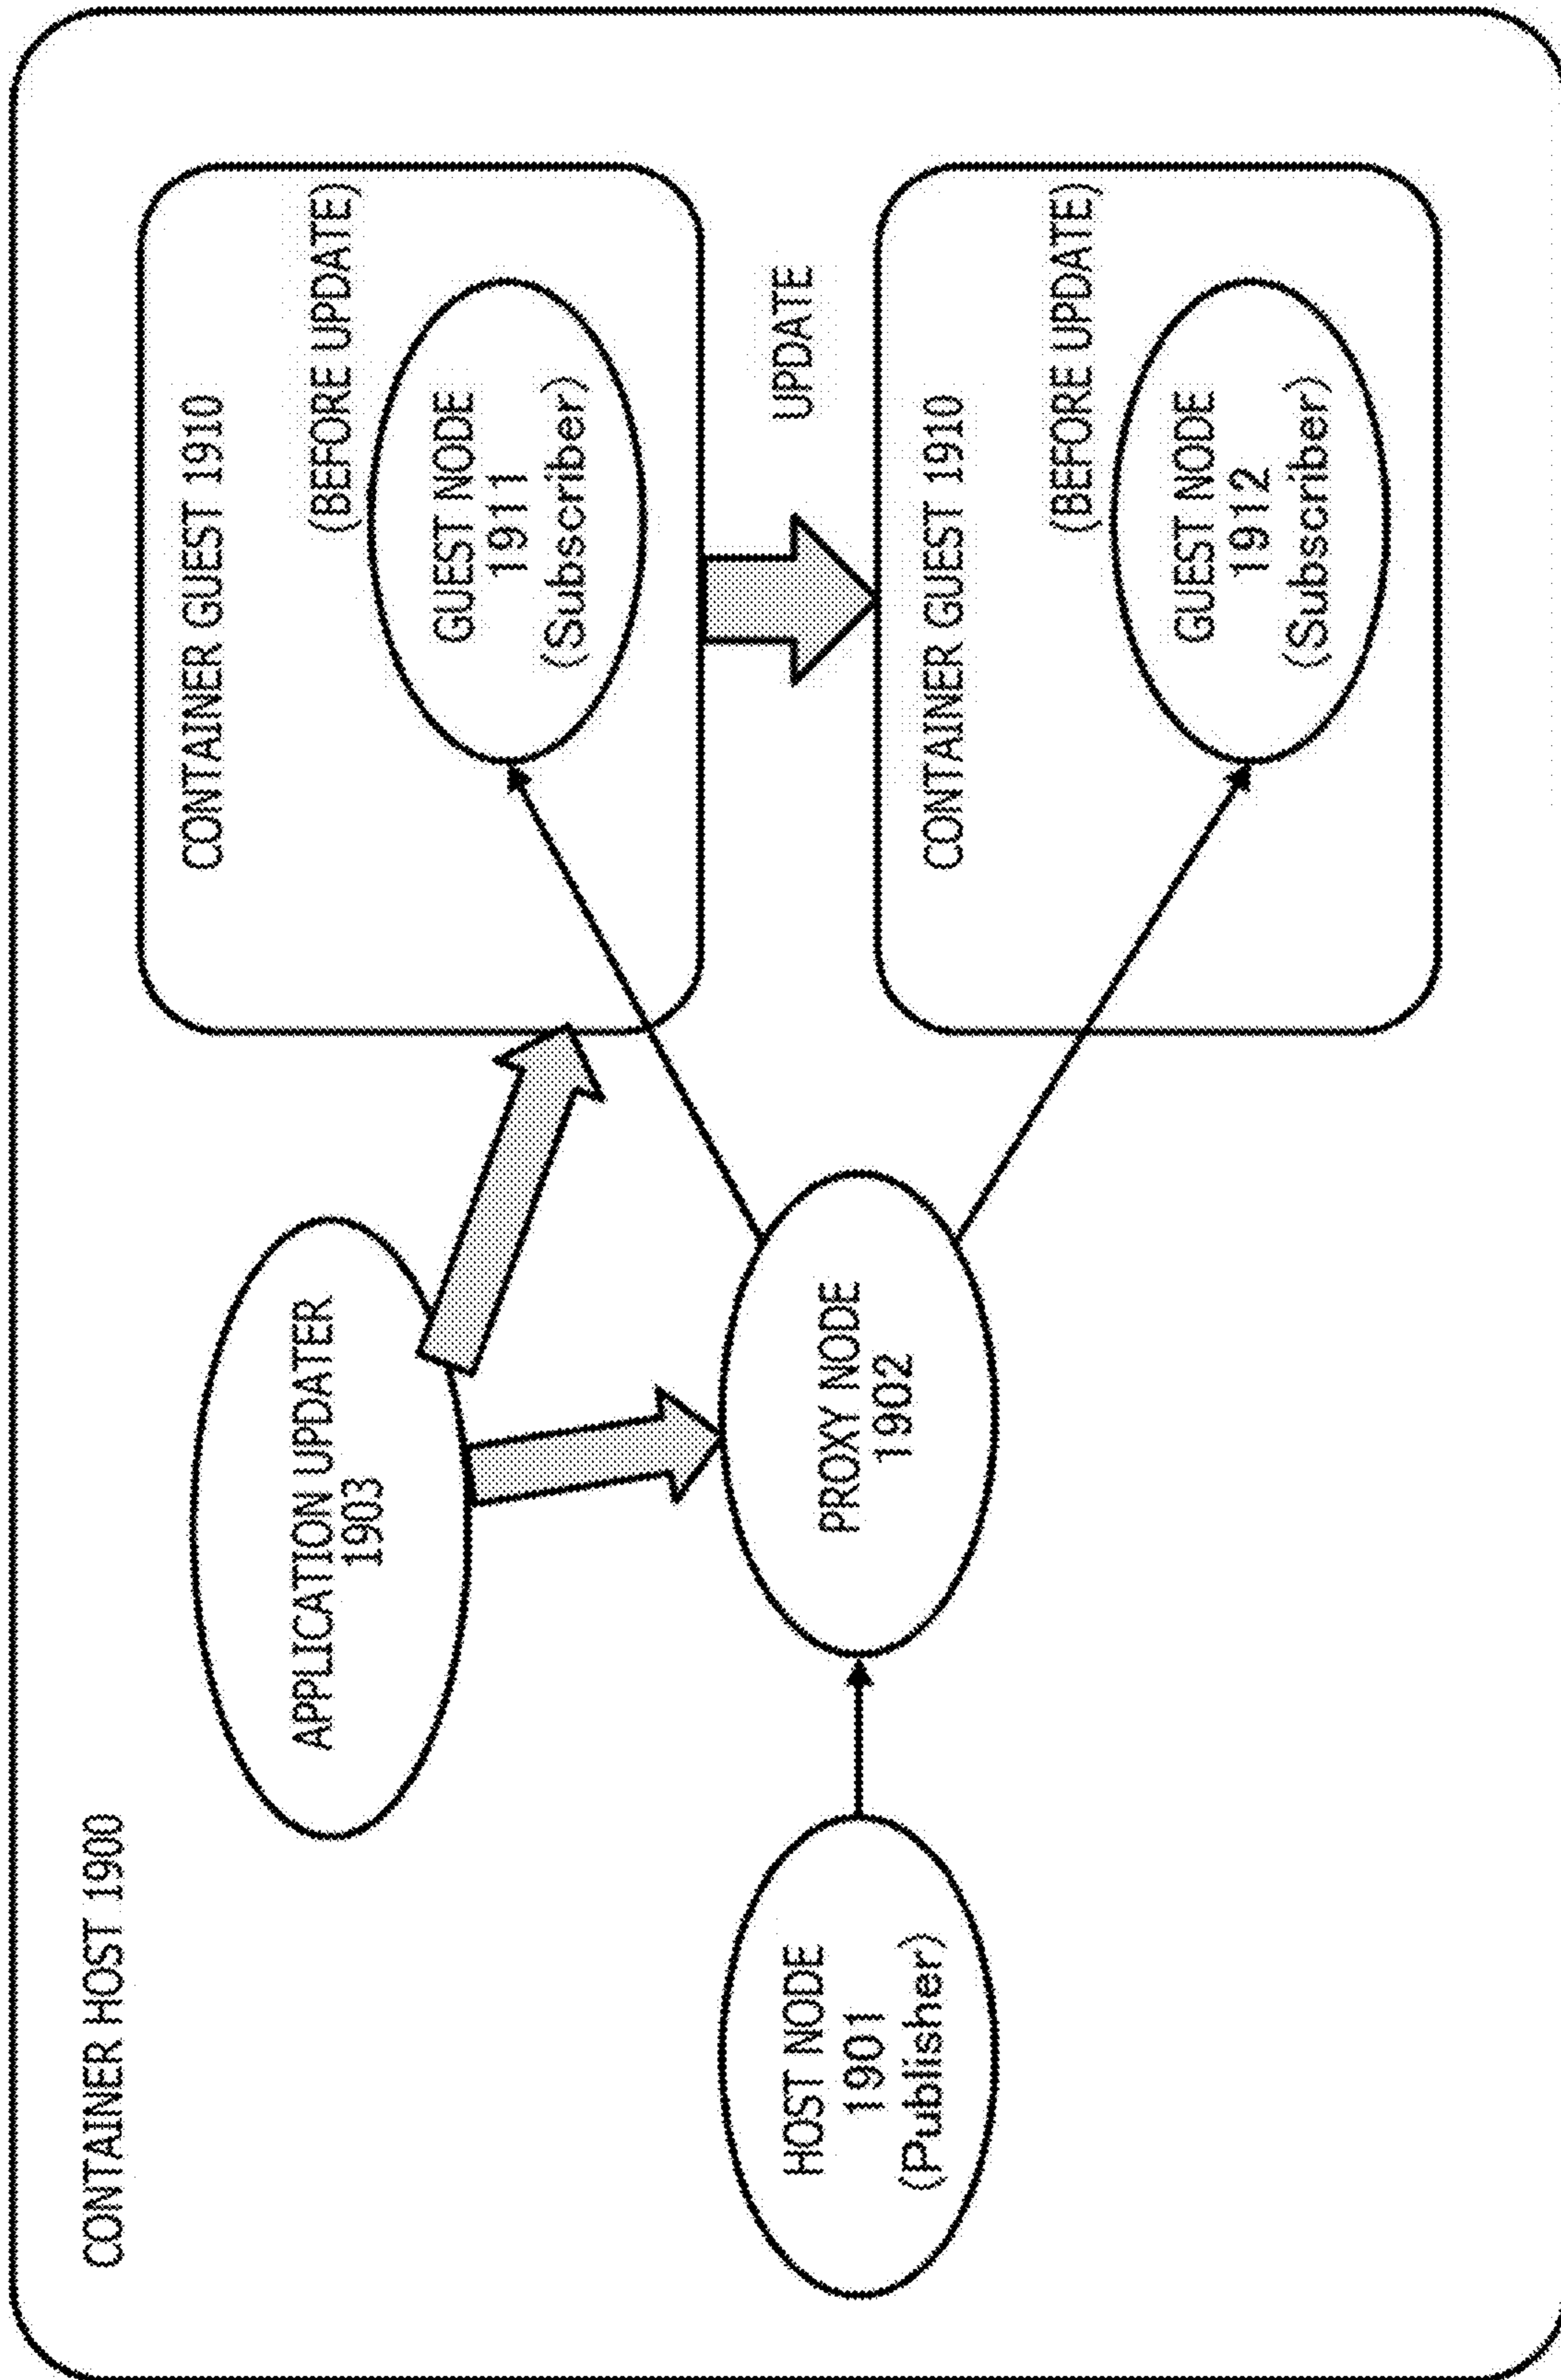 CONTAINER HOST 1900
APPLICATION UPDATER
1903
HOST NODE
1901
(Publisher)
PROXY NODE
1902
CONTAINER GUEST 1910
(BEFORE UPDATE)
GUEST NODE
1911
(Subscriber)
UPDATE
CONTAINER GUEST 1910
(BEFORE UPDATE)
GUEST NODE
1912
(Subscriber)